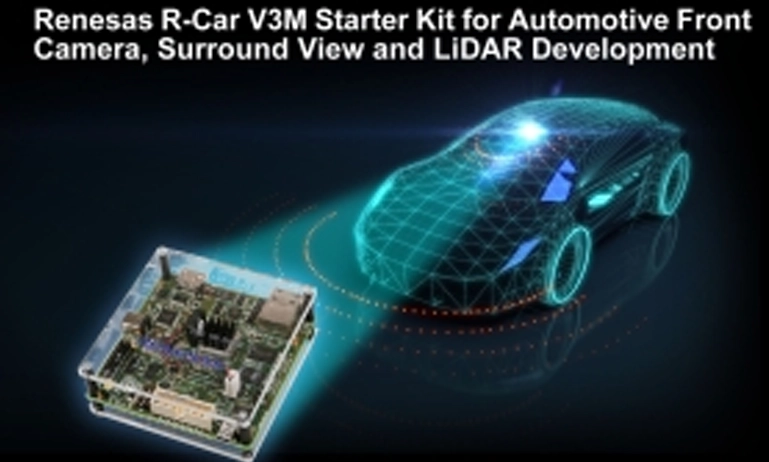 Renesas R-Car V3M Starter Kit for Automotive Front
Camera, Surround View and LiDAR Development